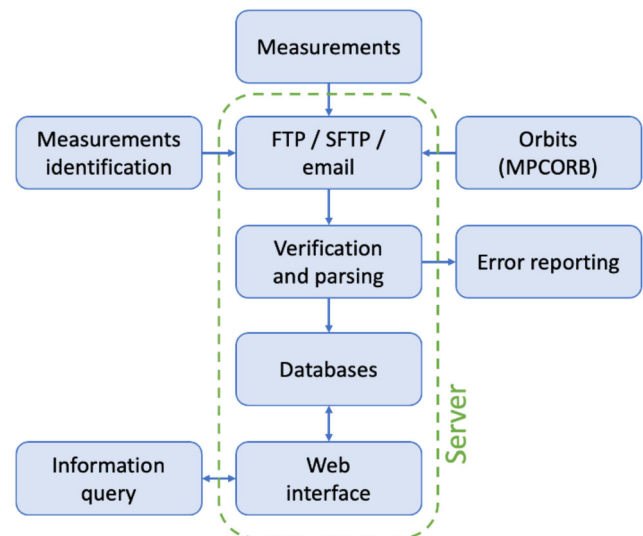 Measurements
Measurements
identification
FTP / SFTP /
email
Orbits
(MPCORB)
Verification
and parsing
Error reporting
Databases
Server
Information
query
Web
interface